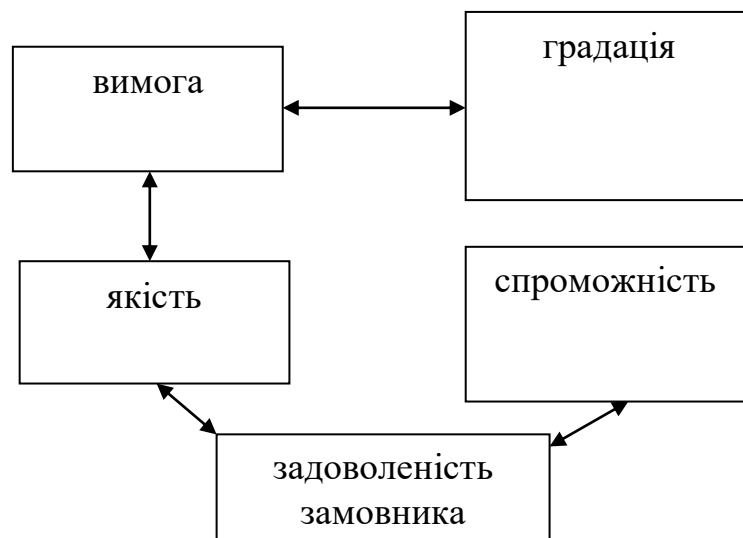 вимога
градація
якість
спроможність
задоволеність
замовника